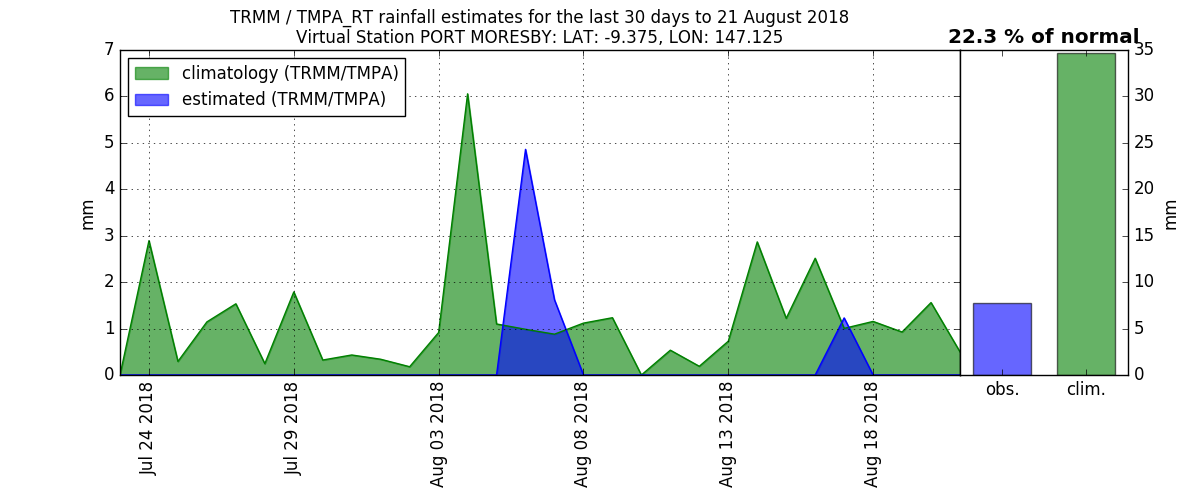 TRMM / TMPA_RT rainfall estimates for the last 30 days to 21 August 2018
Virtual Station PORT MORESBY: LAT: -9.375, LON: 147.125
22.3 % of normal
climatology (TRMM/TMPA)
estimated (TRMM/TMPA)
7
6
5
4
3
2
1
0
mm
Jul 24 2018
Jul 29 2018
Aug 03 2018
Aug 08 2018
Aug 13 2018
Aug 18 2018
obs.
clim.
35
30
25
20
15
10
5
0
mm